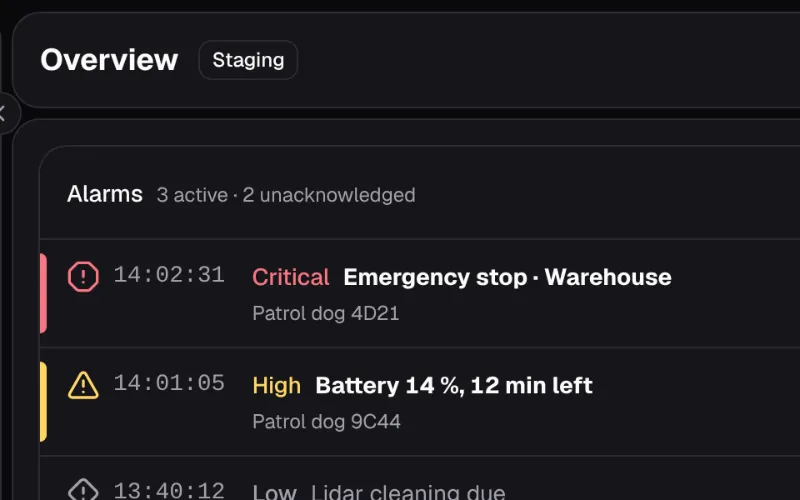 Overview Staging
Alarms 3 active · 2 unacknowledged
14:02:31 Critical Emergency stop · Warehouse
Patrol dog 4D21
14:01:05 High Battery 14 %, 12 min left
Patrol dog 9C44
13:40:12 Low Lidar cleaning due